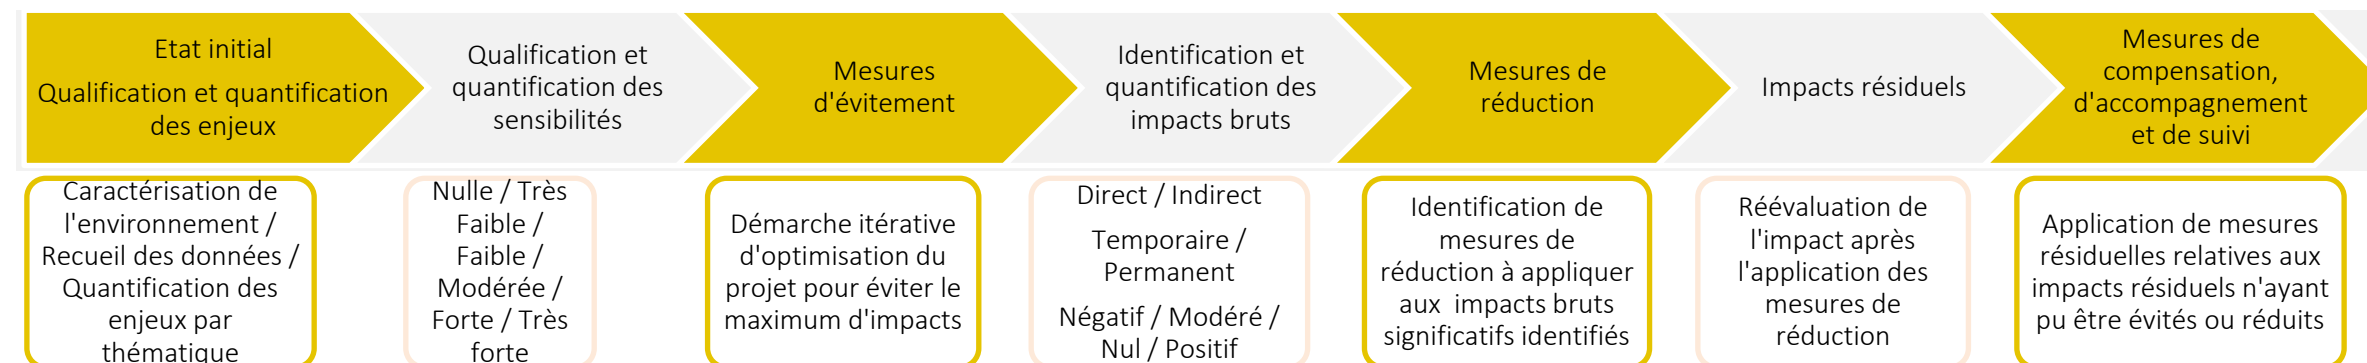 Etat initial
Qualification et quantification
des enjeux
Qualification et
quantification des
sensibilités
Mesures
d'évitement
Identification et
quantification des
impacts bruts
Mesures de
réduction
Impacts résiduels
Mesures de
compensation,
d'accompagnement
et de suivi
Caractérisation de
l'environnement /
Recueil des données /
Quantification des
enjeux par
thématique
Nulle / Très
Faible /
Faible /
Modérée /
Forte / Très
forte
Démarche itérative
d'optimisation du
projet pour éviter le
maximum d'impacts
Direct / Indirect
Temporaire /
Permanent
Négatif / Modéré /
Nul / Positif
Identification de
mesures de
réduction à appliquer
aux impacts bruts
significatifs identifiés
Réévaluation de
l'impact après
l'application des
mesures de
réduction
Application de mesures
résiduelles relatives aux
impacts résiduels n'ayant
pu être évités ou réduits